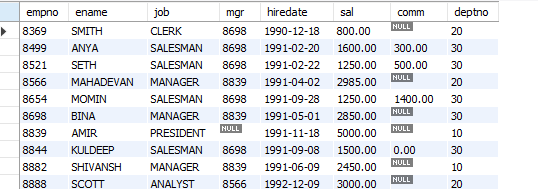 empno ename job mgr hiredate sal comm deptno
8369 SMITH CLERK 8698 1990-12-18 800.00 NULL 20
8499 ANYA SALESMAN 8698 1991-02-20 1600.00 300.00 30
8521 SETH SALESMAN 8698 1991-02-22 1250.00 500.00 30
8566 MAHADEVAN MANAGER 8839 1991-04-02 2985.00 NULL 20
8654 MOMIN SALESMAN 8698 1991-09-28 1250.00 1400.00 30
8698 BINA MANAGER 8839 1991-05-01 2850.00 NULL 30
8839 AMIR PRESIDENT NULL 1991-11-18 5000.00 NULL 10
8844 KULDEEP SALESMAN 8698 1991-09-08 1500.00 0.00 30
8882 SHIVANSH MANAGER 8839 1991-06-09 2450.00 NULL 10
8888 SCOTT ANALYST 8566 1992-12-09 3000.00 NULL 20